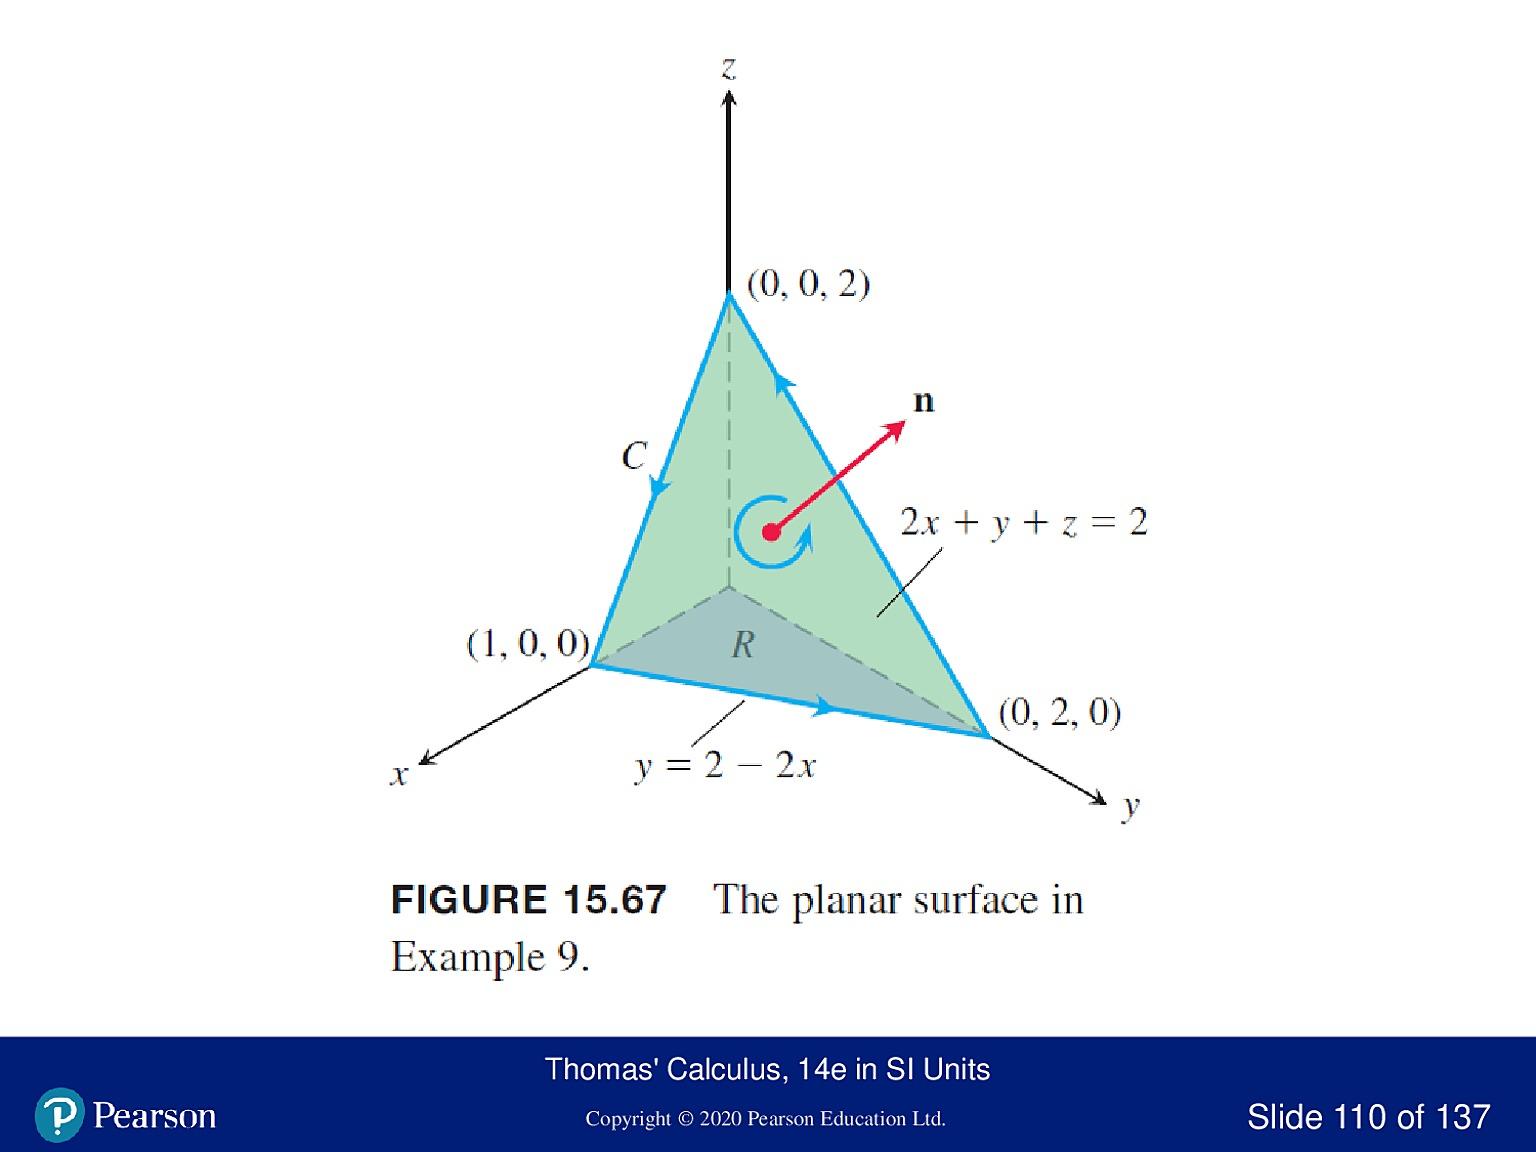 z
(0, 0, 2)
n
C
2x + y + z = 2
(1, 0, 0)
R
(0, 2, 0)
y = 2 − 2x
x
y
FIGURE 15.67 The planar surface in
Example 9.
Thomas' Calculus, 14e in SI Units
Pearson
Copyright © 2020 Pearson Education Ltd.
Slide 110 of 137